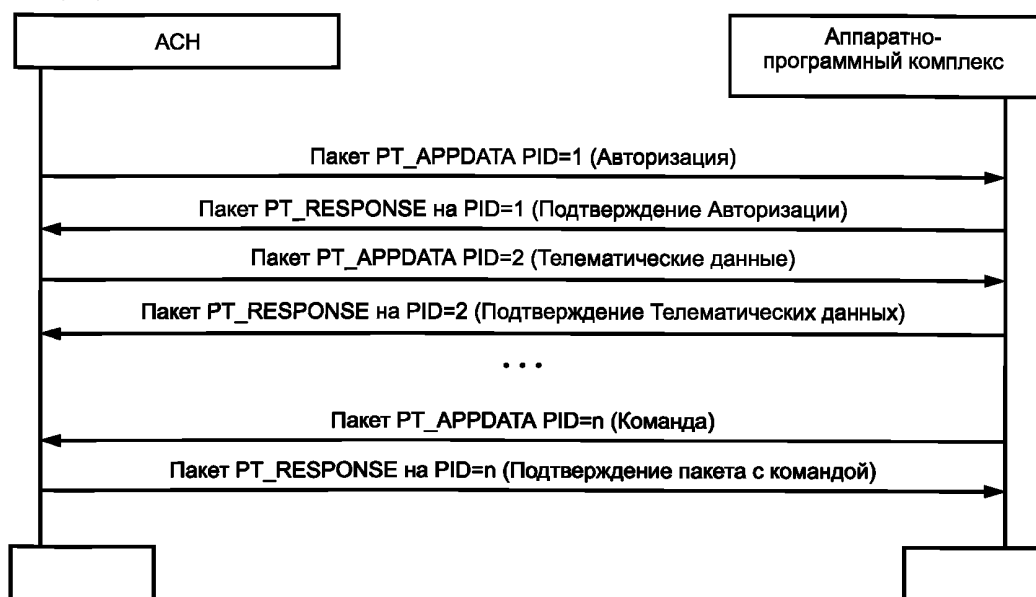 АСН
Аппаратно-
программный комплекс
Пакет PT_APPDATA PID=1 (Авторизация)
Пакет PT_RESPONSE на PID=1 (Подтверждение Авторизации)
Пакет PT_APPDATA PID=2 (Телематические данные)
Пакет PT_RESPONSE на PID=2 (Подтверждение Телематических данных)
...
Пакет PT_APPDATA PID=n (Команда)
Пакет PT_RESPONSE на PID=n (Подтверждение пакета с командой)